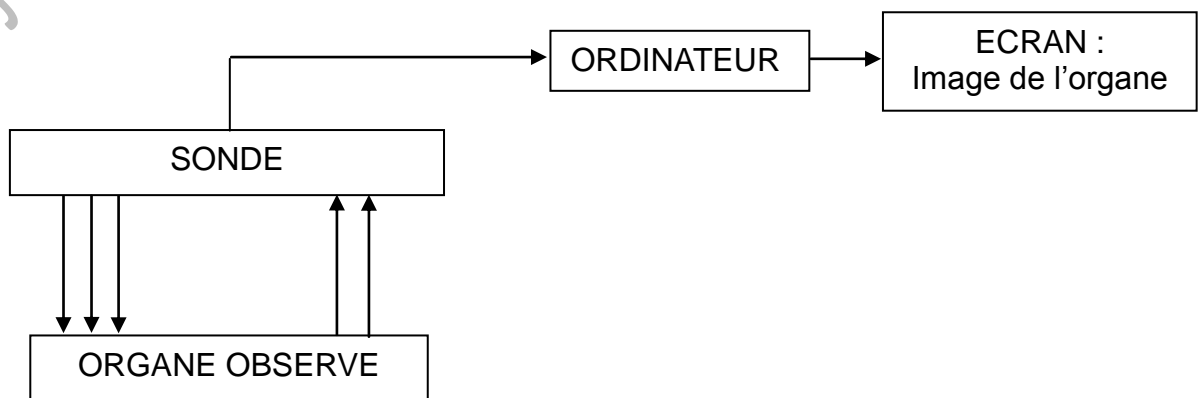 ORDINATEUR
ECRAN :
Image de l’organe
SONDE
ORGANE OBSERVE